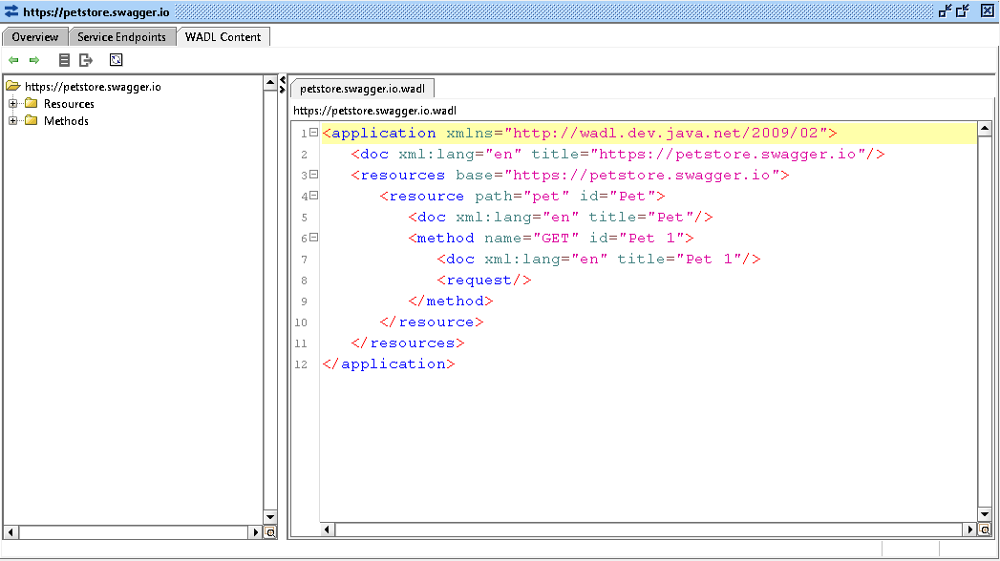 https://petstore.swagger.io
Overview
Service Endpoints
WADL Content
https://petstore.swagger.io
Resources
Methods
petstore.swagger.io.wadl
https://petstore.swagger.io.wadl
1 <application xmlns="http://wadl.dev.java.net/2009/02">
2 <doc xml:lang="en" title="https://petstore.swagger.io"/>
3 <resources base="https://petstore.swagger.io">
4 <resource path="pet" id="Pet">
5 <doc xml:lang="en" title="Pet"/>
6 <method name="GET" id="Pet 1">
7 <doc xml:lang="en" title="Pet 1"/>
8 <request/>
9 </method>
10 </resource>
11 </resources>
12 </application>